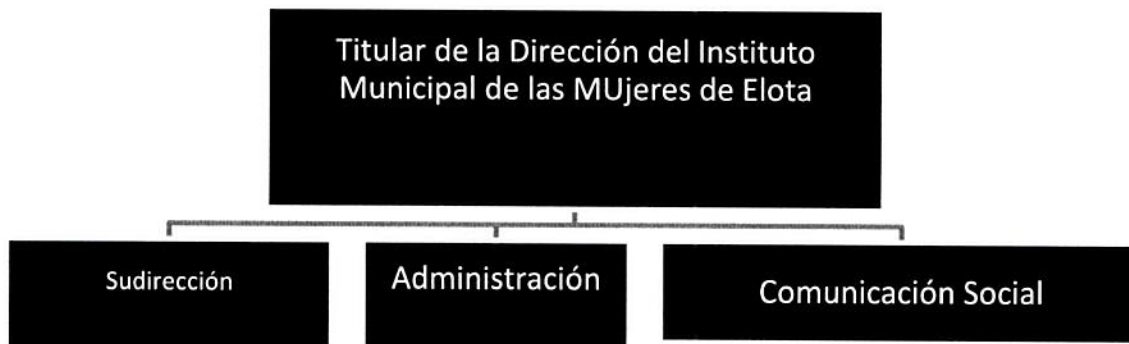 Titular de la Dirección del Instituto
Municipal de las MUjeres de Elota
Sudirección
Administración
Comunicación Social